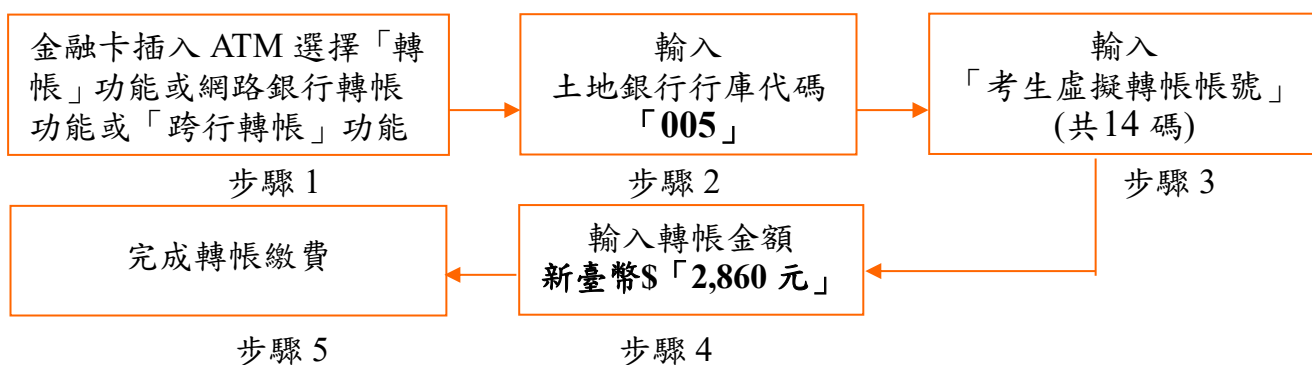 金融卡插入 ATM 選擇「轉
帳」功能或網路銀行轉帳
功能或「跨行轉帳」功能
步驟 1
輸入
土地銀行行庫代碼
「005」
步驟 2
輸入
「考生虛擬轉帳帳號」
(共14 碼)
步驟 3
輸入轉帳金額
新臺幣$「2,860 元」
步驟 4
完成轉帳繳費
步驟 5